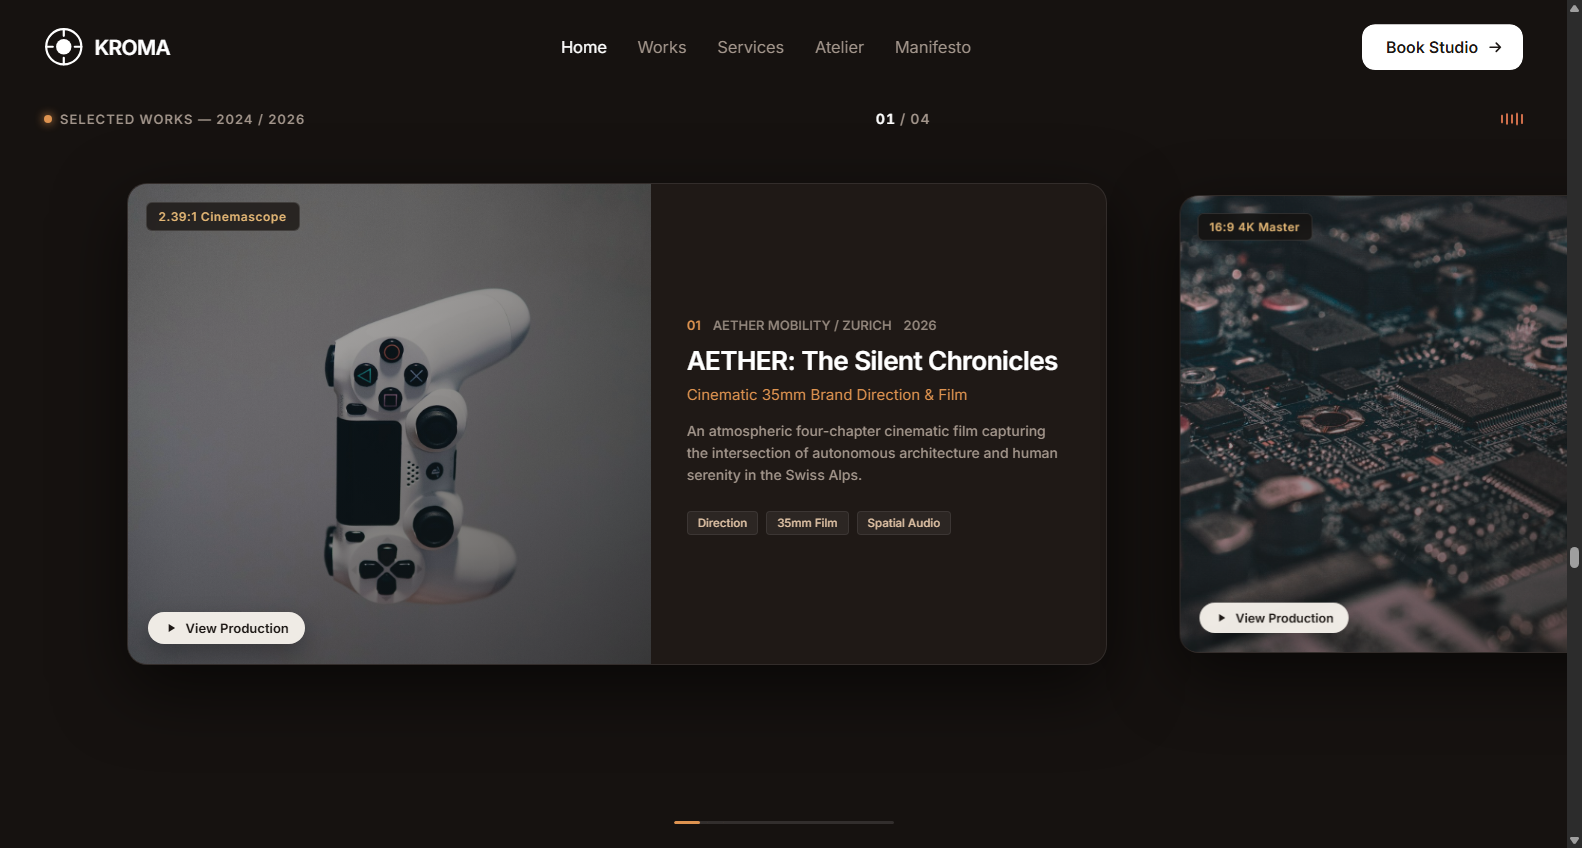 KROMA
Home
Works
Services
Atelier
Manifesto
Book Studio
SELECTED WORKS — 2024 / 2026
01 / 04
2.39:1 Cinemascope
View Production
01 AETHER MOBILITY / ZURICH 2026
AETHER: The Silent Chronicles
Cinematic 35mm Brand Direction & Film
An atmospheric four-chapter cinematic film capturing
the intersection of autonomous architecture and human
serenity in the Swiss Alps.
Direction
35mm Film
Spatial Audio
16:9 4K Master
View Production